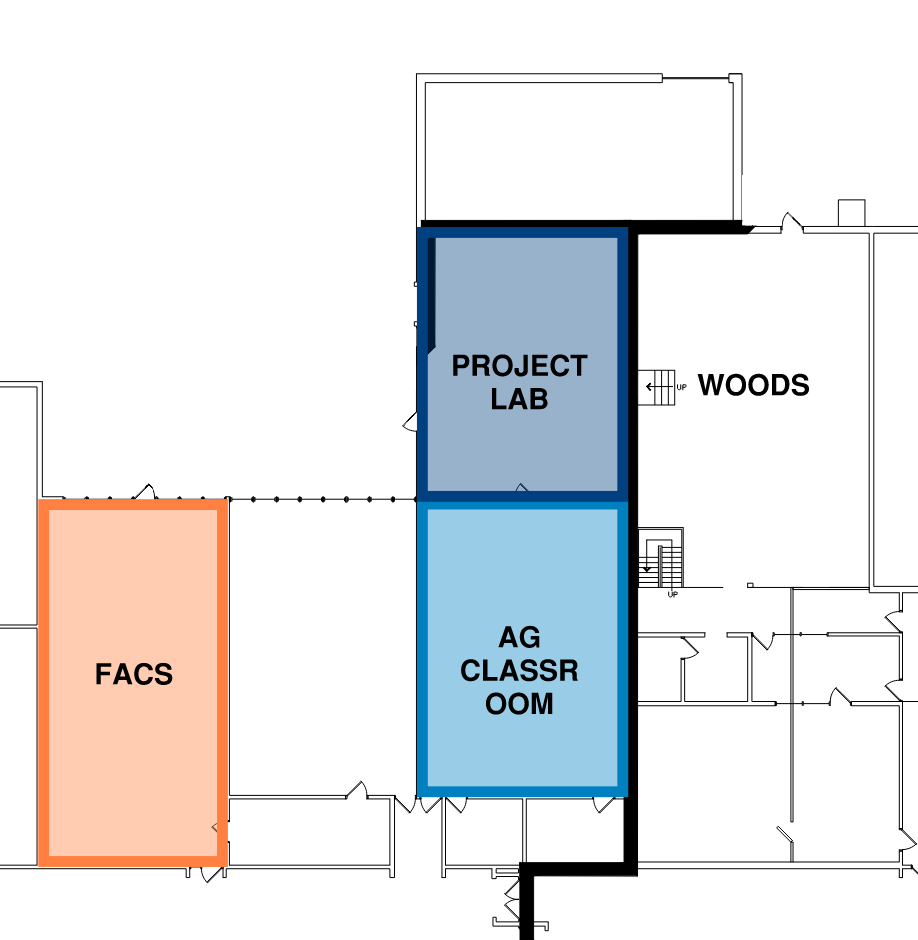 PROJECT
LAB
UP
WOODS
UP
AG
CLASSR
OOM
FACS